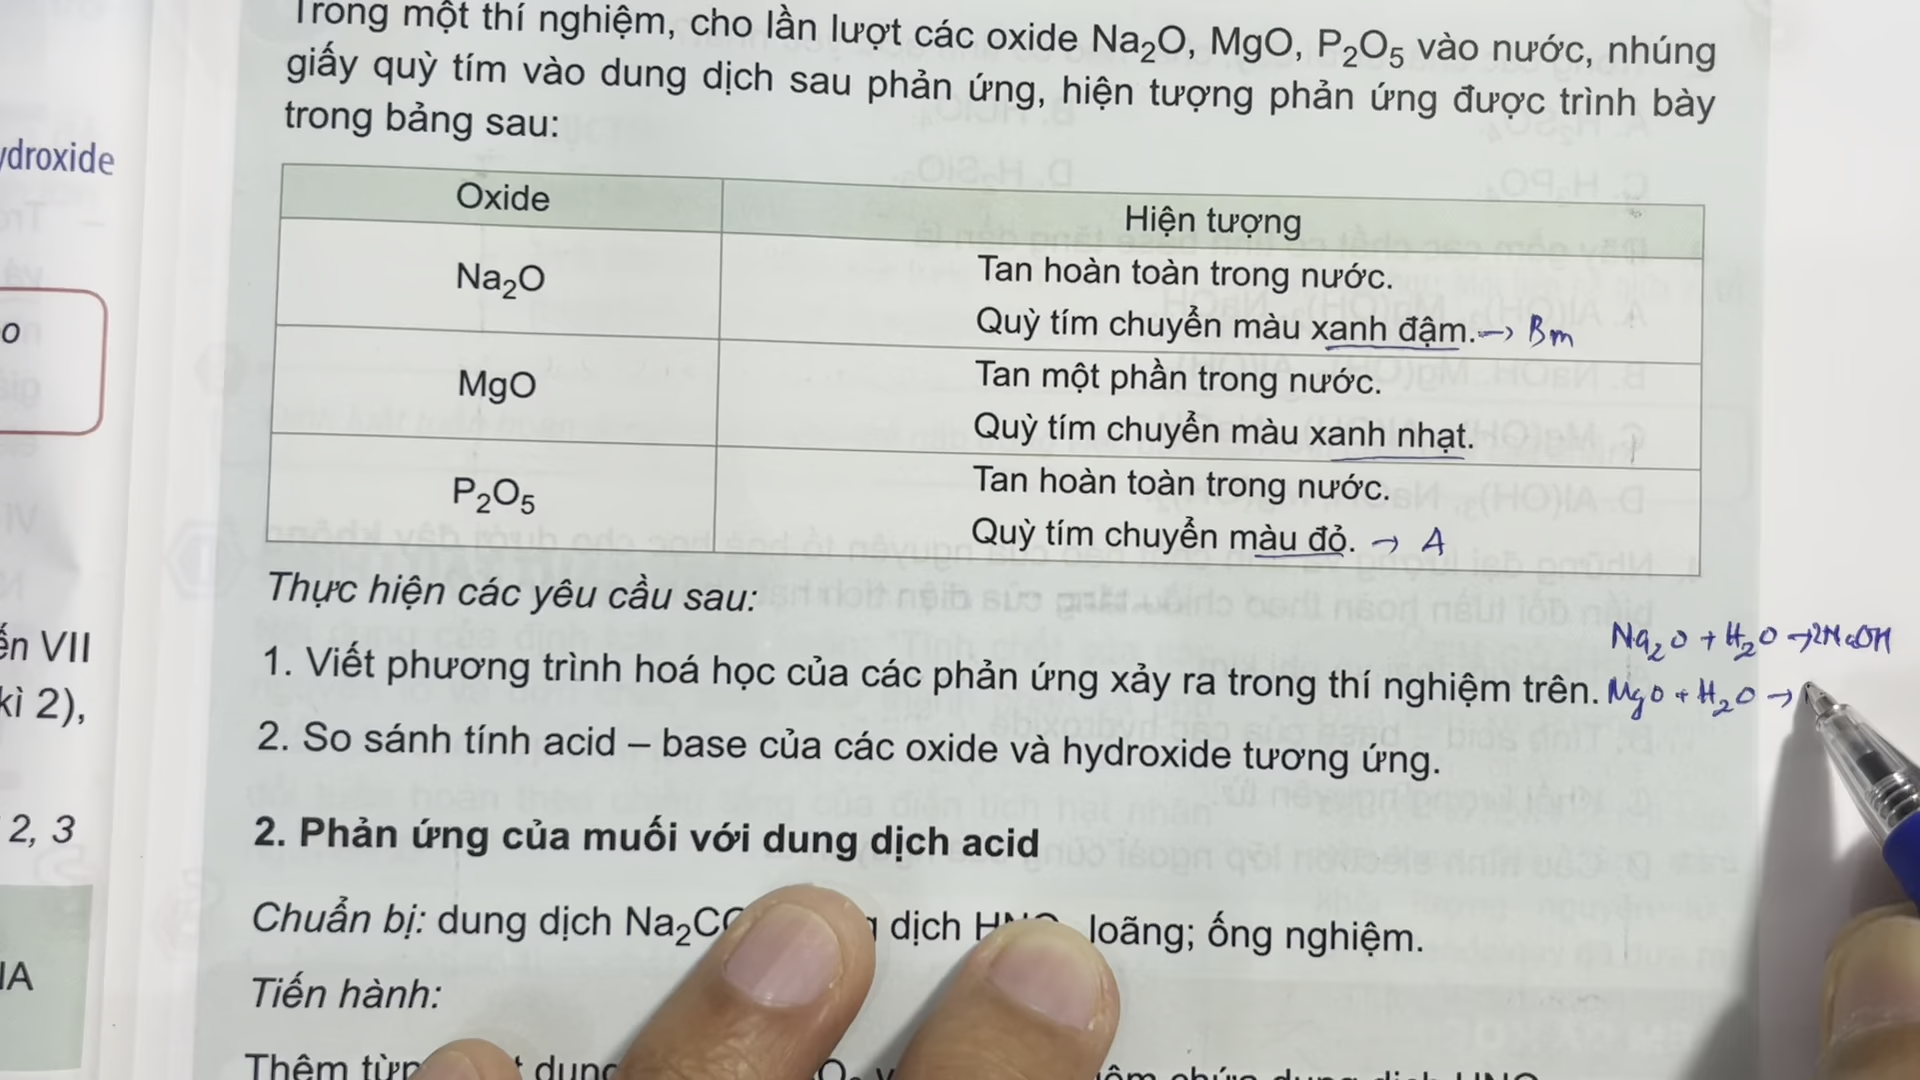 Trong một thí nghiệm, cho lần lượt các oxide Na₂O, MgO, P₂O₅ vào nước, nhúng
giấy quỳ tím vào dung dịch sau phản ứng, hiện tượng phản ứng được trình bày
trong bảng sau:
ydroxide
Oxide
Hiện tượng
Na₂O
Tan hoàn toàn trong nước.
Quỳ tím chuyển màu xanh đậm. → Bm
MgO
Tan một phần trong nước.
Quỳ tím chuyển màu xanh nhạt.
P₂O₅
Tan hoàn toàn trong nước.
Quỳ tím chuyển màu đỏ. → A
o
Thực hiện các yêu cầu sau:
Na₂O + H₂O → 2NaOH
1. Viết phương trình hoá học của các phản ứng xảy ra trong thí nghiệm trên. MgO + H₂O →
2. So sánh tính acid – base của các oxide và hydroxide tương ứng.
2. Phản ứng của muối với dung dịch acid
Chuẩn bị: dung dịch Na₂CO dịch HNO loãng; ống nghiệm.
Tiến hành:
Thêm từn dung
ến VII
kì 2),
2, 3
IA